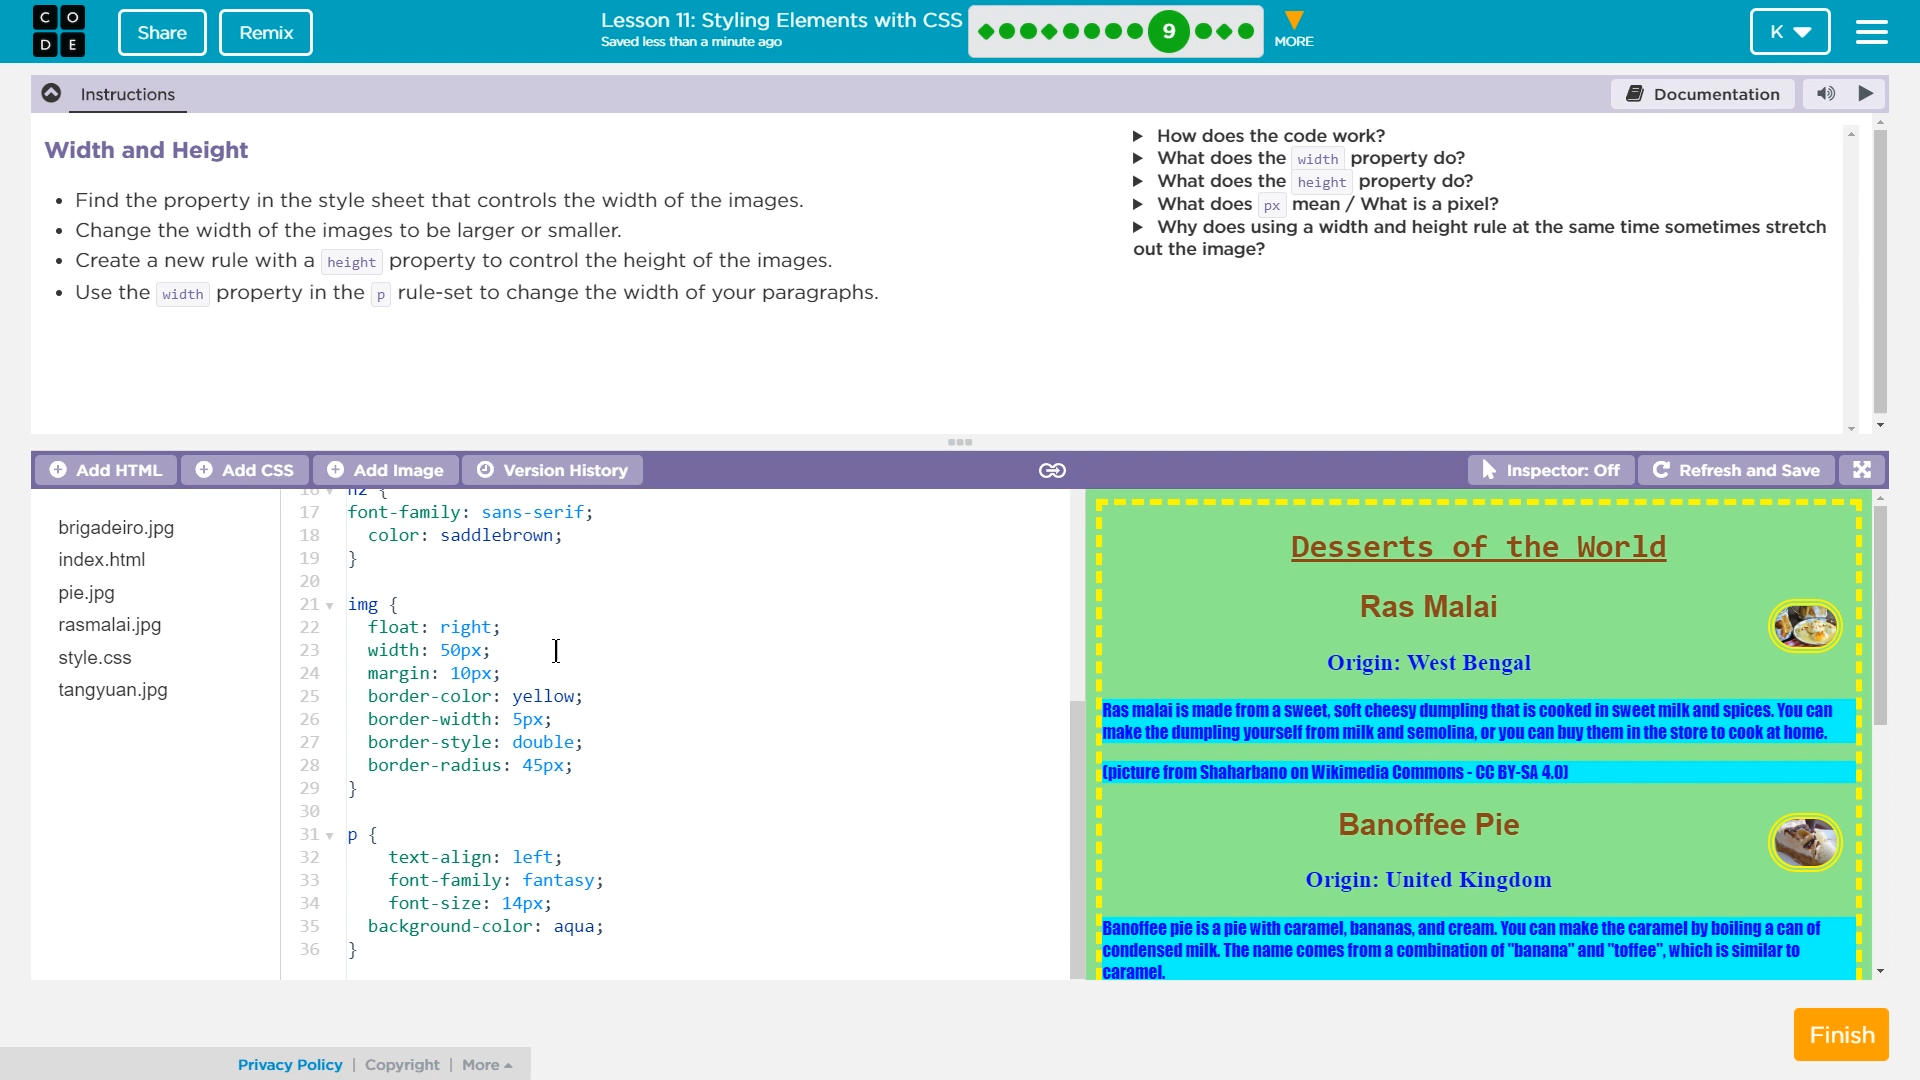 C O D E
Share
Remix
Lesson 11: Styling Elements with CSS
Saved less than a minute ago
9
MORE
K
Instructions
Documentation
Width and Height
• Find the property in the style sheet that controls the width of the images.
• Change the width of the images to be larger or smaller.
• Create a new rule with a height property to control the height of the images.
• Use the width property in the p rule-set to change the width of your paragraphs.
How does the code work?
What does the width property do?
What does the height property do?
What does px mean / What is a pixel?
Why does using a width and height rule at the same time sometimes stretch
out the image?
Add HTML
Add CSS
Add Image
Version History
Inspector: Off
Refresh and Save
brigadeiro.jpg
index.html
pie.jpg
rasmalai.jpg
style.css
tangyuan.jpg
16 h2 {
17 font-family: sans-serif;
18 color: saddlebrown;
19 }
20
21 img {
22 float: right;
23 width: 50px;
24 margin: 10px;
25 border-color: yellow;
26 border-width: 5px;
27 border-style: double;
28 border-radius: 45px;
29 }
30
31 p {
32 text-align: left;
33 font-family: fantasy;
34 font-size: 14px;
35 background-color: aqua;
36 }
Desserts of the World
Ras Malai
Origin: West Bengal
Ras malai is made from a sweet, soft cheesy dumpling that is cooked in sweet milk and spices. You can
make the dumpling yourself from milk and semolina, or you can buy them in the store to cook at home.
(picture from Shaharbano on Wikimedia Commons - CC BY-SA 4.0)
Banoffee Pie
Origin: United Kingdom
Banoffee pie is a pie with caramel, bananas, and cream. You can make the caramel by boiling a can of
condensed milk. The name comes from a combination of "banana" and "toffee", which is similar to
caramel.
Finish
Privacy Policy | Copyright | More